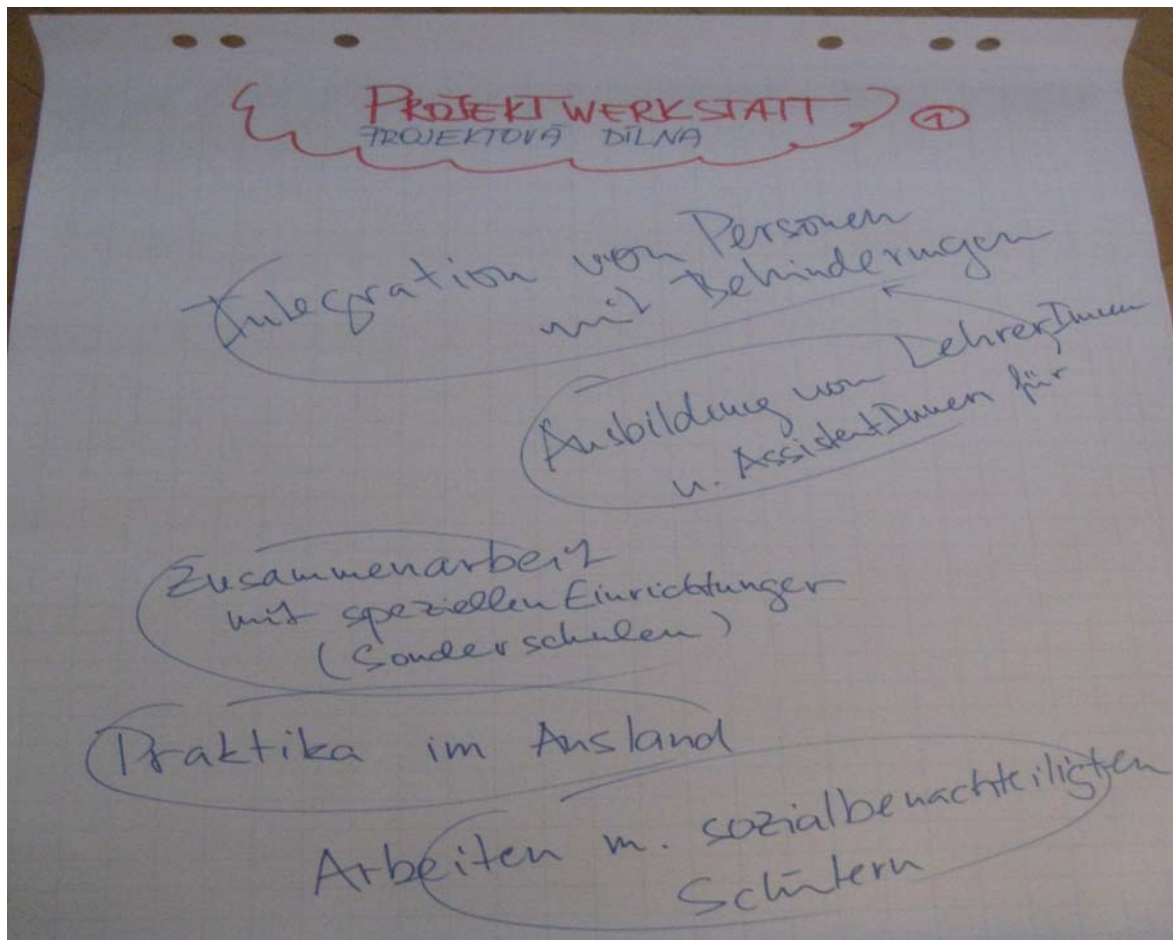 PROJEKTWERKSTATT ①
PROJEKTOVÁ DÍLNA
Integration von Personen
mit Behinderungen
Ausbildung von LehrerInnen
u. AssistentInnen für
Zusammenarbeit
mit speziellen Einrichtungen
(Sonderschulen)
Praktika im Ausland
Arbeiten m. sozialbenachteiligten
Schülern